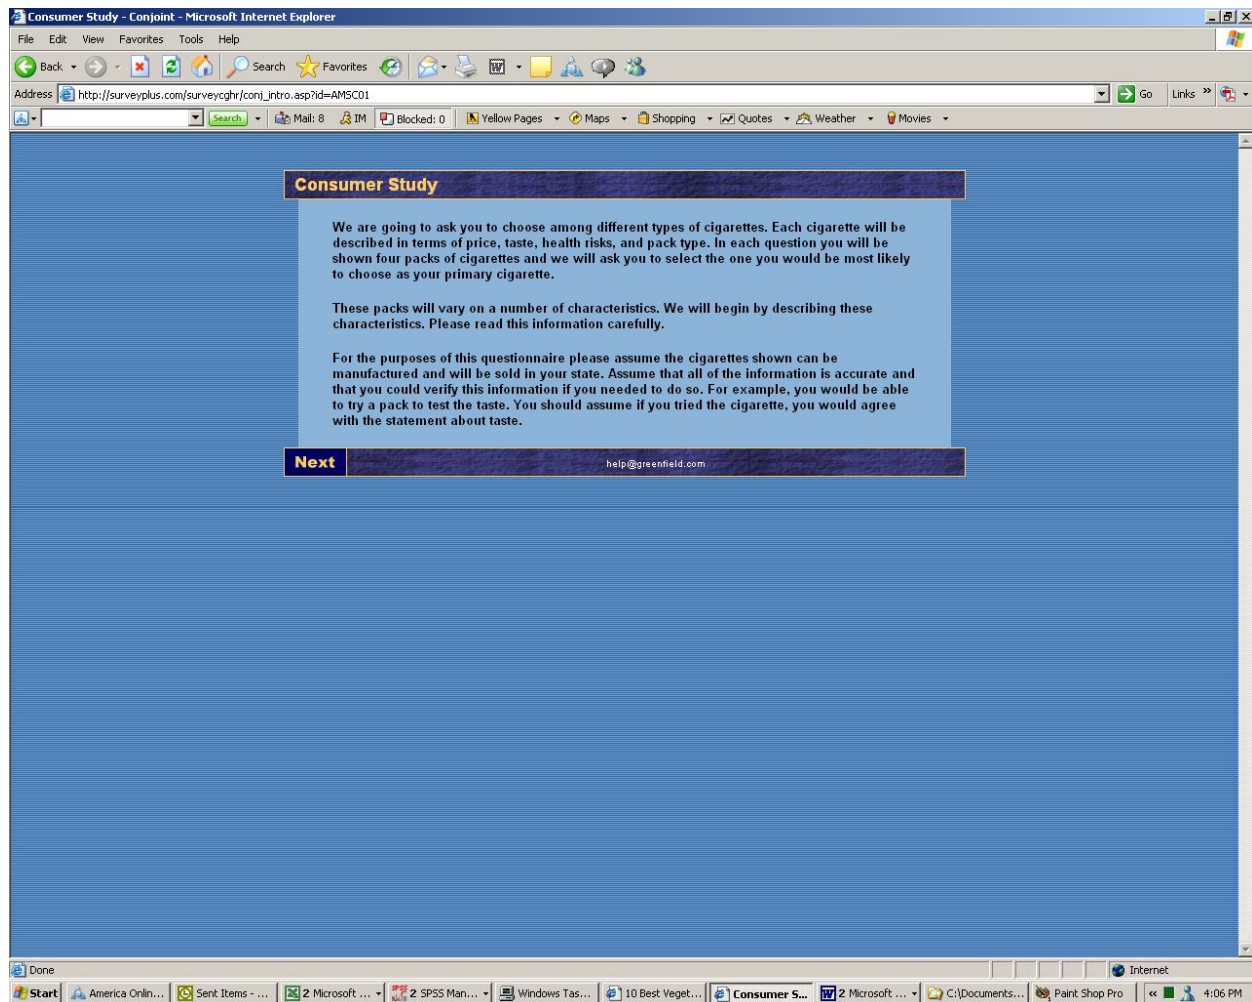 Consumer Study - Conjoint - Microsoft Internet Explorer
File Edit View Favorites Tools Help
Back Search Favorites
Address http://surveyplus.com/surveycghr/conj_intro.asp?id=AMSC01 Go Links »
Search Mail: 8 IM Blocked: 0 Yellow Pages Maps Shopping Quotes Weather Movies
Consumer Study
We are going to ask you to choose among different types of cigarettes. Each cigarette will be
described in terms of price, taste, health risks, and pack type. In each question you will be
shown four packs of cigarettes and we will ask you to select the one you would be most likely
to choose as your primary cigarette.
These packs will vary on a number of characteristics. We will begin by describing these
characteristics. Please read this information carefully.
For the purposes of this questionnaire please assume the cigarettes shown can be
manufactured and will be sold in your state. Assume that all of the information is accurate and
that you could verify this information if you needed to do so. For example, you would be able
to try a pack to test the taste. You should assume if you tried the cigarette, you would agree
with the statement about taste.
Next help@greenfield.com
Done Internet
Start America Onlin... Sent Items - ... 2 Microsoft ... 2 SPSS Man... Windows Tas... 10 Best Veget... Consumer S... 2 Microsoft ... C:\Documents... Paint Shop Pro « 4:06 PM